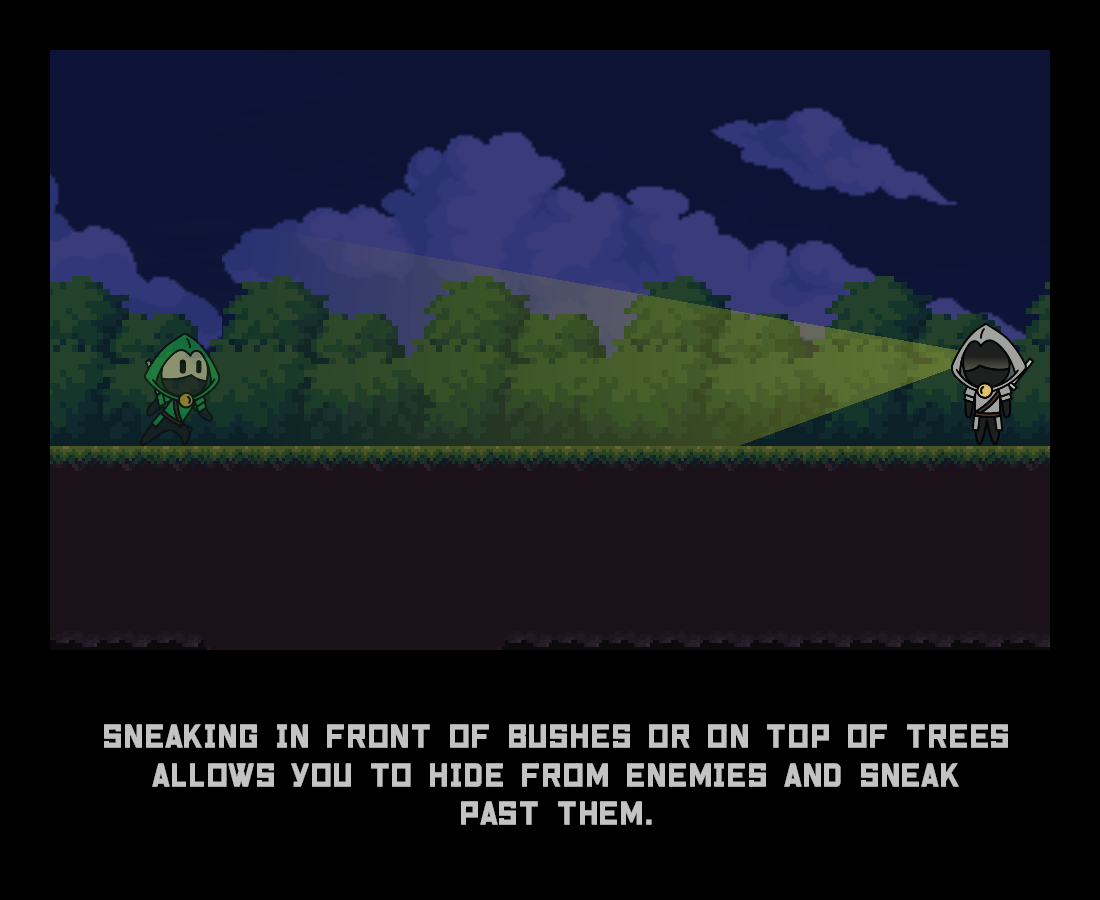 SNEAKING IN FRONT OF BUSHES OR ON TOP OF TREES
ALLOWS YOU TO HIDE FROM ENEMIES AND SNEAK
PAST THEM.